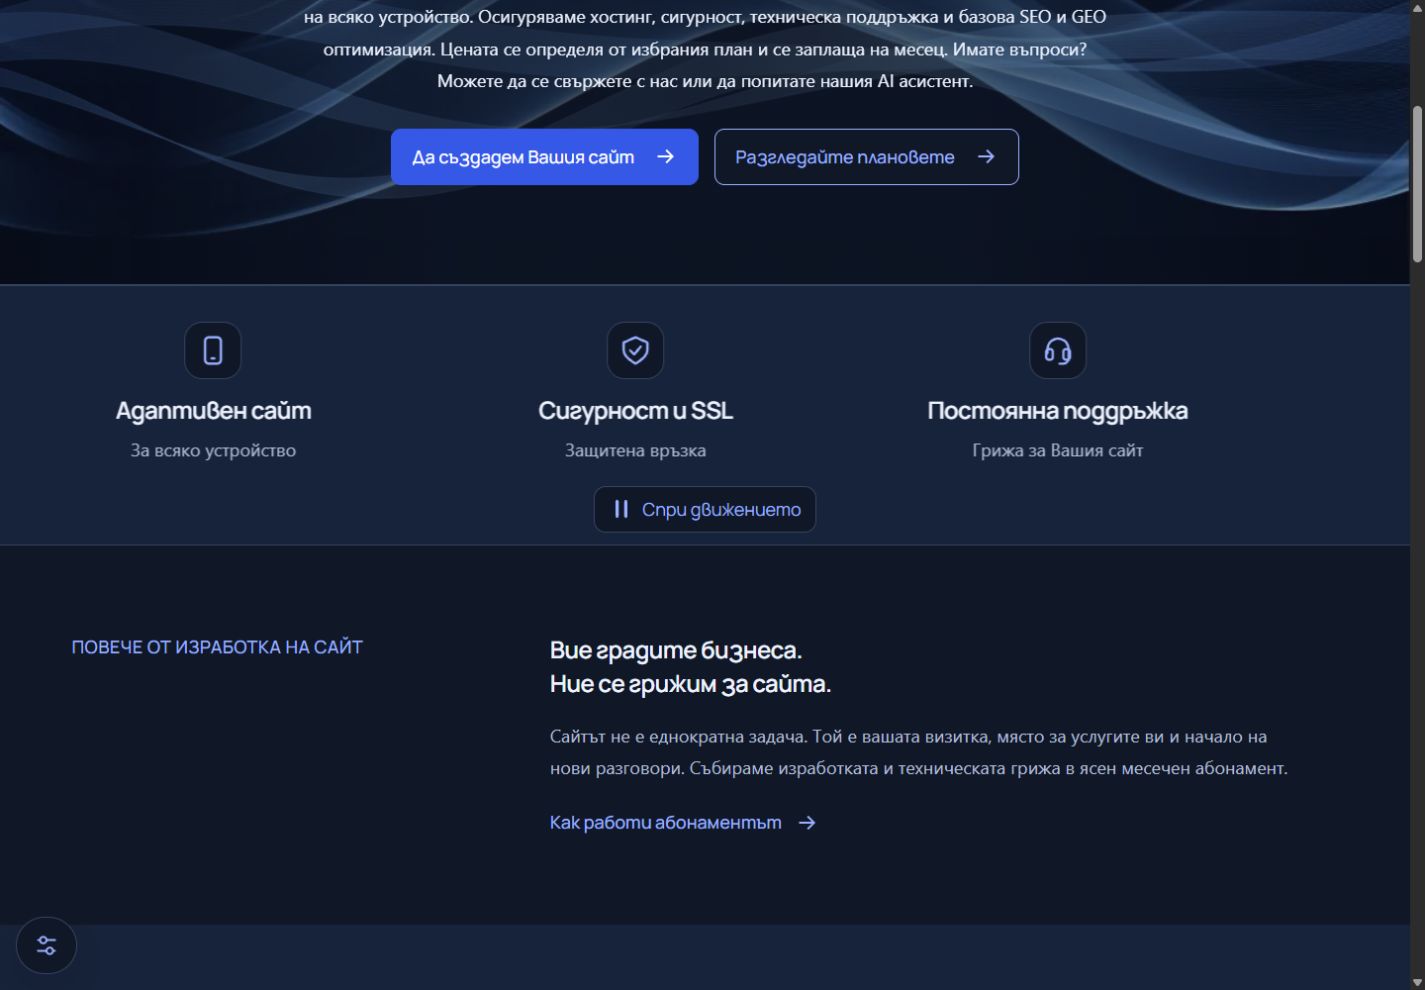 на всяко устройство. Осигуряваме хостинг, сигурност, техническа поддръжка и базова SEO и GEO
оптимизация. Цената се определя от избрания план и се заплаща на месец. Имате въпроси?
Можете да се свържете с нас или да попитате нашия AI асистент.
Да създадем Вашия сайт
Разгледайте плановете
Адаптивен сайт
За всяко устройство
Сигурност и SSL
Защитена връзка
Постоянна поддръжка
Грижа за Вашия сайт
Спри движението
ПОВЕЧЕ ОТ ИЗРАБОТКА НА САЙТ
Вие градите бизнеса.
Ние се грижим за сайта.
Сайтът не е еднократна задача. Той е вашата визитка, място за услугите ви и начало на
нови разговори. Събираме изработката и техническата грижа в ясен месечен абонамент.
Как работи абонаментът